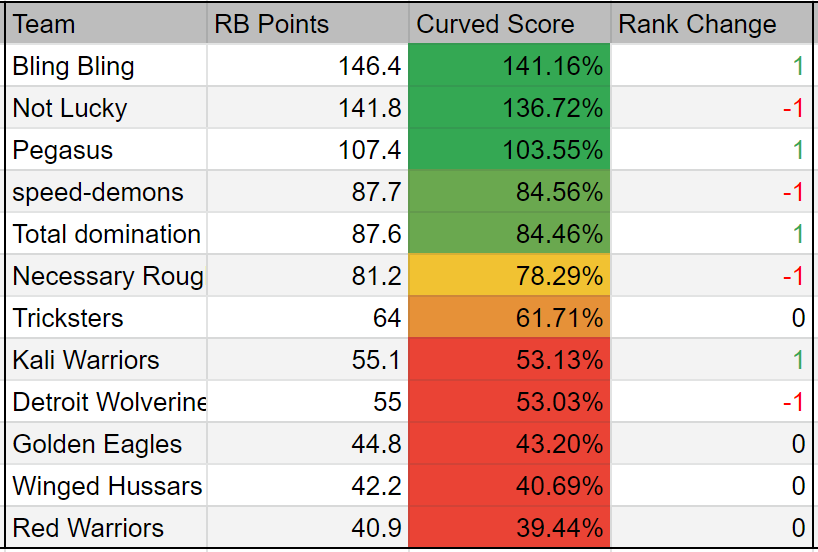 Team RB Points Curved Score Rank Change
Bling Bling 146.4 141.16% 1
Not Lucky 141.8 136.72% -1
Pegasus 107.4 103.55% 1
speed-demons 87.7 84.56% -1
Total domination 87.6 84.46% 1
Necessary Roug 81.2 78.29% -1
Tricksters 64 61.71% 0
Kali Warriors 55.1 53.13% 1
Detroit Wolverine 55 53.03% -1
Golden Eagles 44.8 43.20% 0
Winged Hussars 42.2 40.69% 0
Red Warriors 40.9 39.44% 0